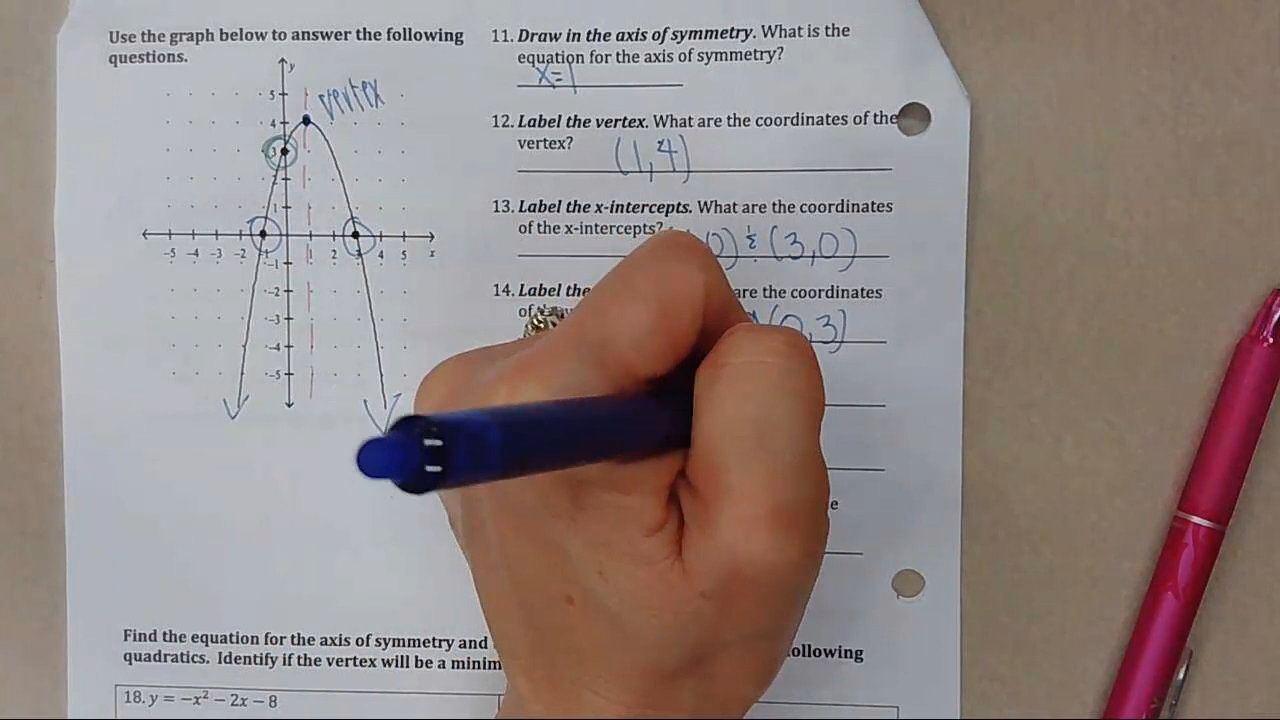 Use the graph below to answer the following
questions.
y
5
4
3
2
1
-5 -4 -3 -2 -1 1 2 3 4 5 x
-1
-2
-3
-4
-5
vertex
11. Draw in the axis of symmetry. What is the
equation for the axis of symmetry?
x=1
12. Label the vertex. What are the coordinates of the
vertex?
(1,4)
13. Label the x-intercepts. What are the coordinates
of the x-intercepts?
0) & (3,0)
14. Label the are the coordinates
of
(0,3)
e
Find the equation for the axis of symmetry and
ollowing
quadratics. Identify if the vertex will be a minim
18. y = −x² − 2x − 8